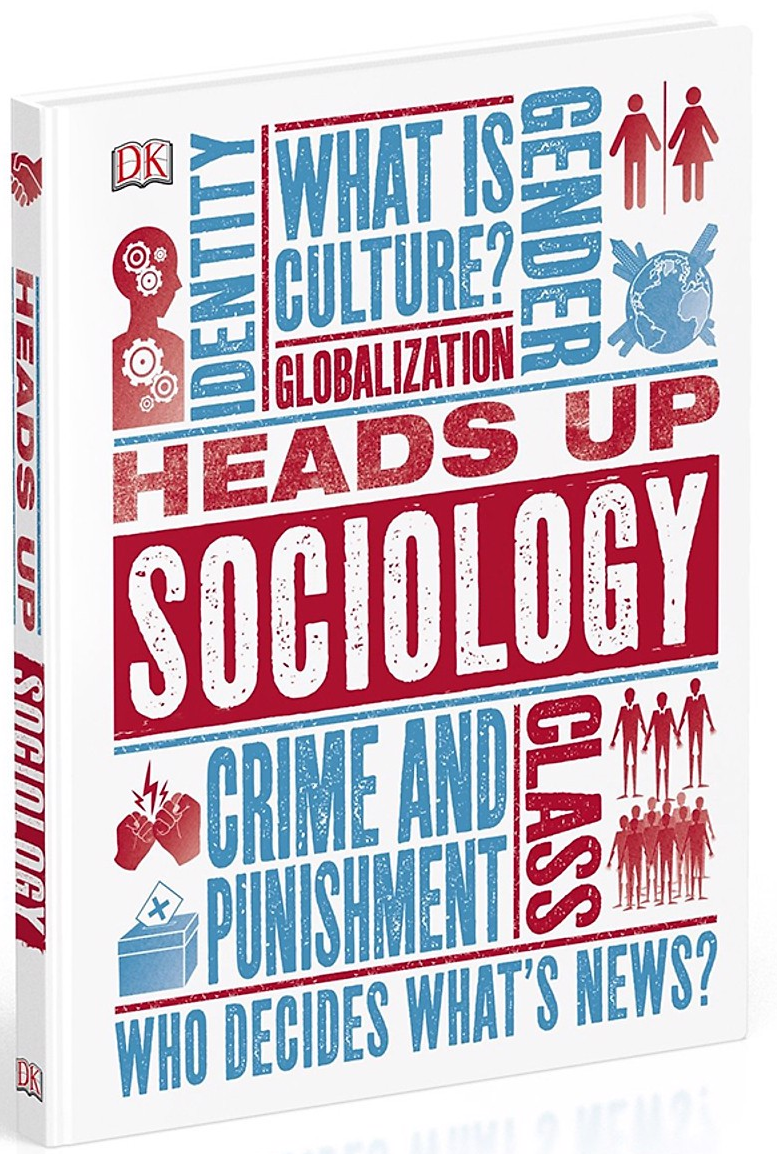 DK
IDENTITY
WHAT IS
CULTURE?
GLOBALIZATION
GENDER
HEADS UP
SOCIOLOGY
CRIME AND
PUNISHMENT
CLASS
WHO DECIDES WHAT'S NEWS?
HEADS UP
SOCIOLOGY
DK